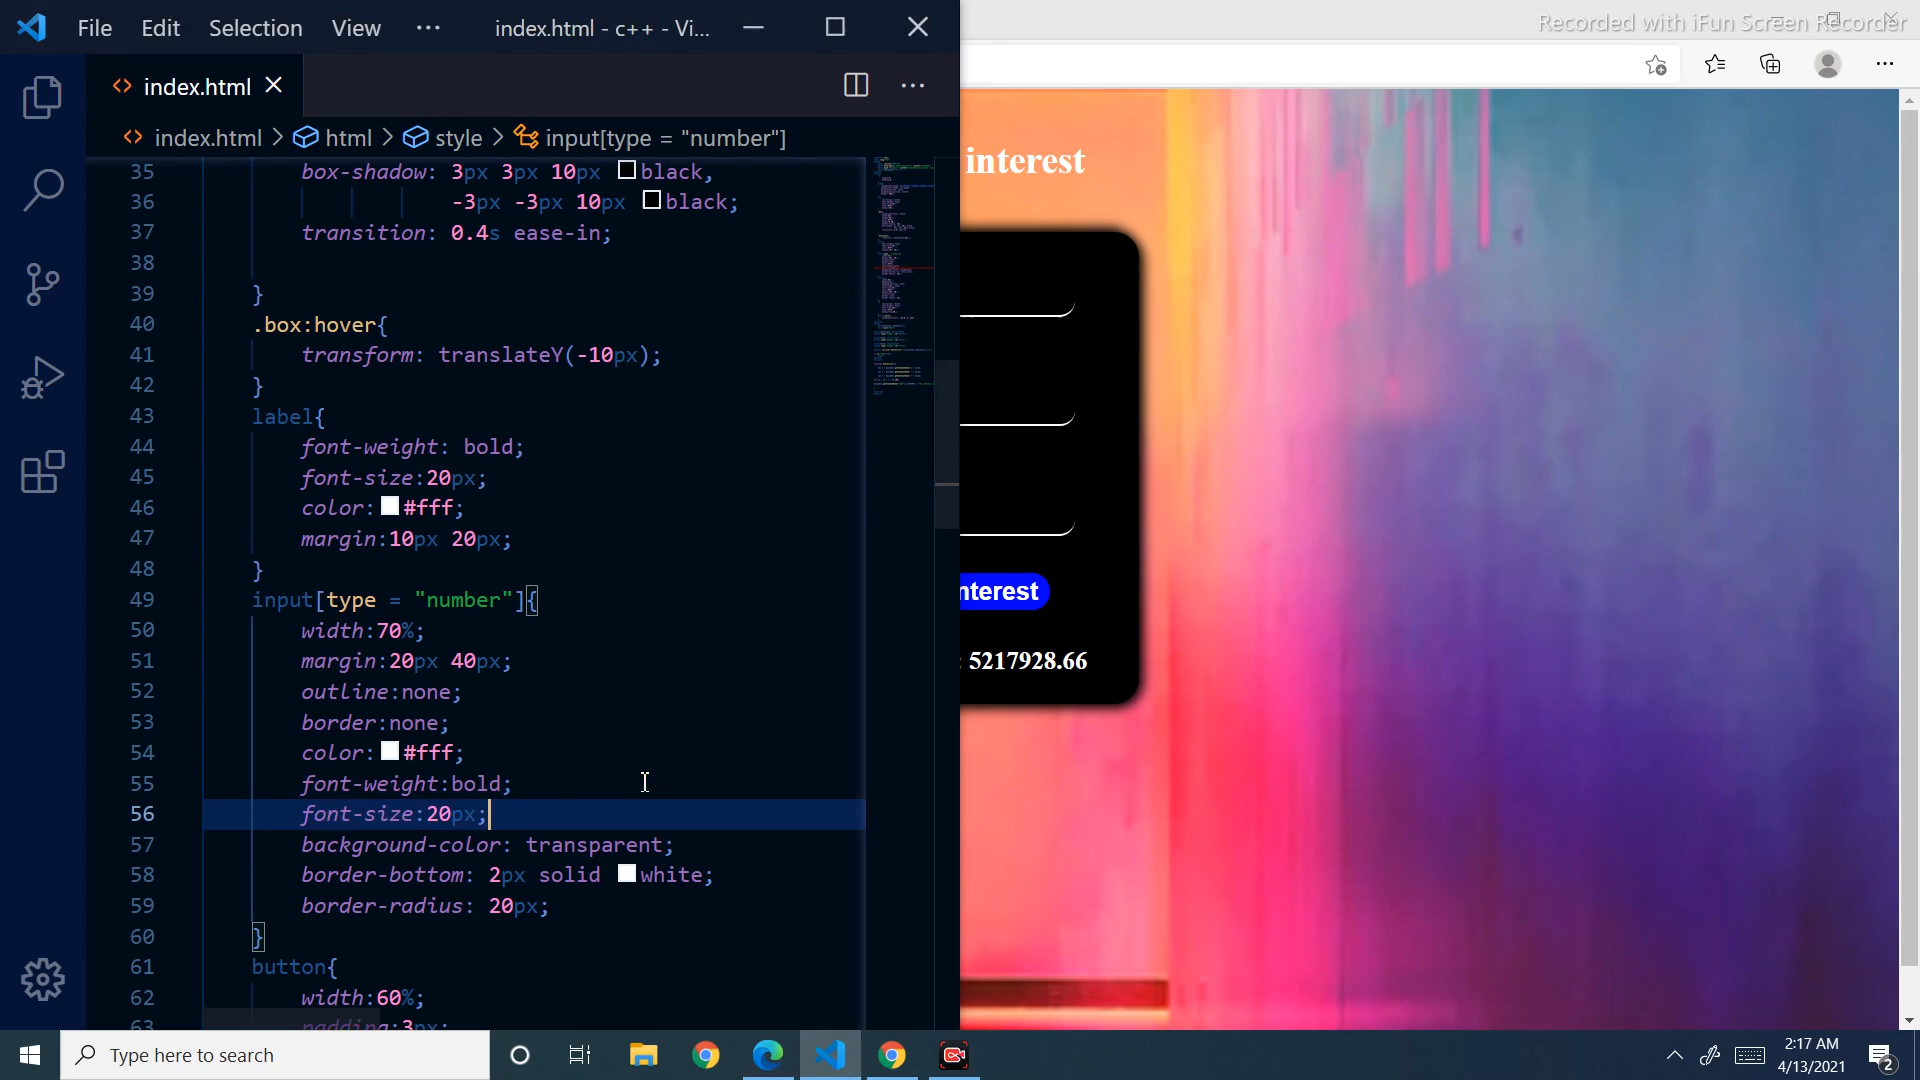 File Edit Selection View ··· index.html - c++ - Vi...
Recorded with iFun Screen Recorder
index.html
index.html > html > style > input[type = "number"]
35 box-shadow: 3px 3px 10px black,
36 -3px -3px 10px black;
37 transition: 0.4s ease-in;
38
39 }
40 .box:hover{
41 transform: translateY(-10px);
42 }
43 label{
44 font-weight: bold;
45 font-size:20px;
46 color: #fff;
47 margin:10px 20px;
48 }
49 input[type = "number"]{
50 width:70%;
51 margin:20px 40px;
52 outline:none;
53 border:none;
54 color: #fff;
55 font-weight:bold;
56 font-size:20px;
57 background-color: transparent;
58 border-bottom: 2px solid white;
59 border-radius: 20px;
60 }
61 button{
62 width:60%;
63 padding:3px;
interest
nterest
: 5217928.66
Type here to search
2:17 AM
4/13/2021
2